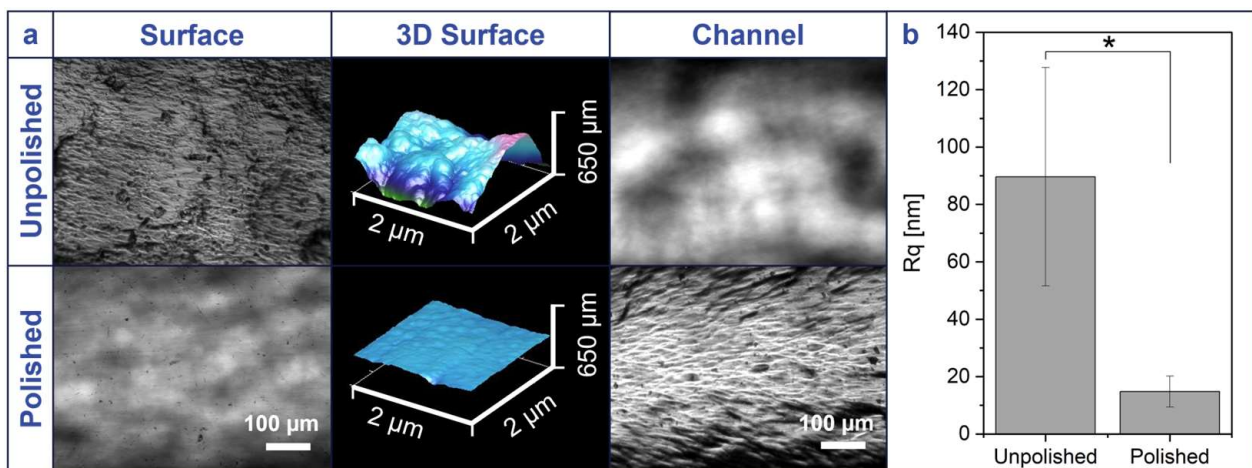 a
Surface
3D Surface
Channel
Unpolished
650 µm
2 µm
2 µm
Polished
100 µm
650 µm
2 µm
2 µm
100 µm
b
140
120
100
80
60
40
20
0
Rq [nm]
*
Unpolished
Polished